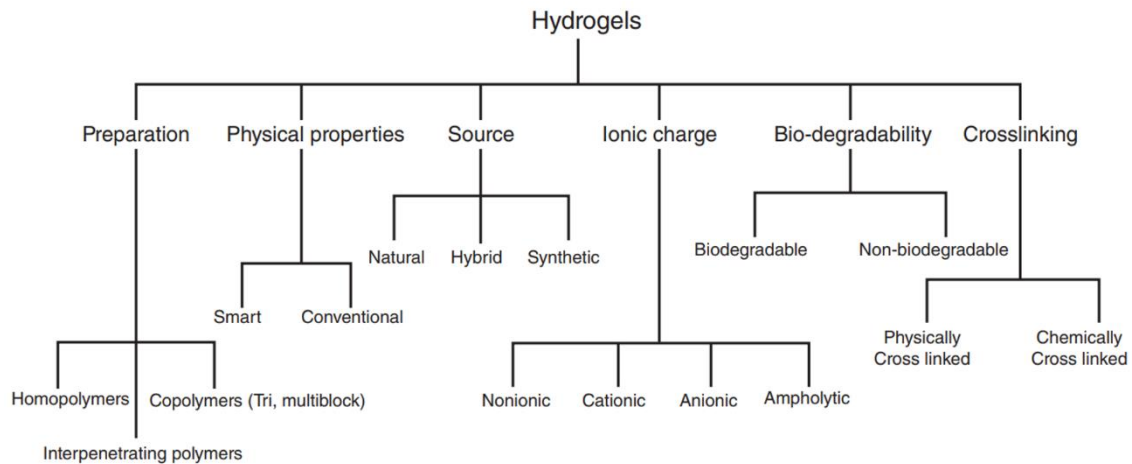 Hydrogels
Preparation
Physical properties
Source
Ionic charge
Bio-degradability
Crosslinking
Natural
Hybrid
Synthetic
Biodegradable
Non-biodegradable
Smart
Conventional
Physically
Cross linked
Chemically
Cross linked
Homopolymers
Copolymers (Tri, multiblock)
Nonionic
Cationic
Anionic
Ampholytic
Interpenetrating polymers